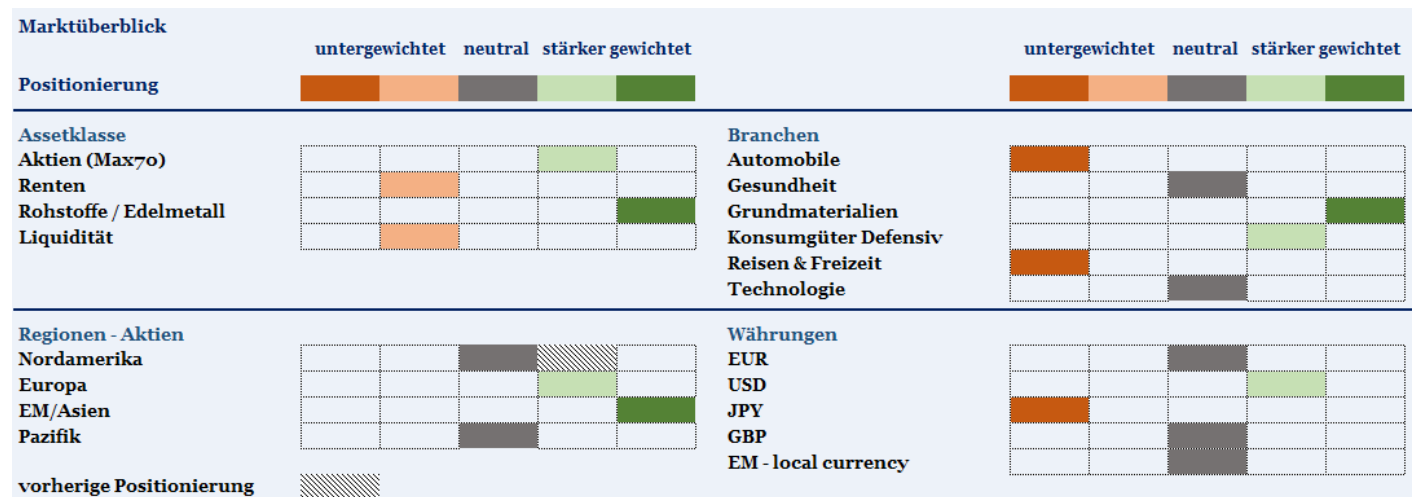 Marktüberblick
untergewichtet neutral stärker gewichtet
untergewichtet neutral stärker gewichtet
Positionierung
Assetklasse
Aktien (Max70)
Renten
Rohstoffe / Edelmetall
Liquidität
Branchen
Automobile
Gesundheit
Grundmaterialien
Konsumgüter Defensiv
Reisen & Freizeit
Technologie
Regionen - Aktien
Nordamerika
Europa
EM/Asien
Pazifik
vorherige Positionierung
Währungen
EUR
USD
JPY
GBP
EM - local currency